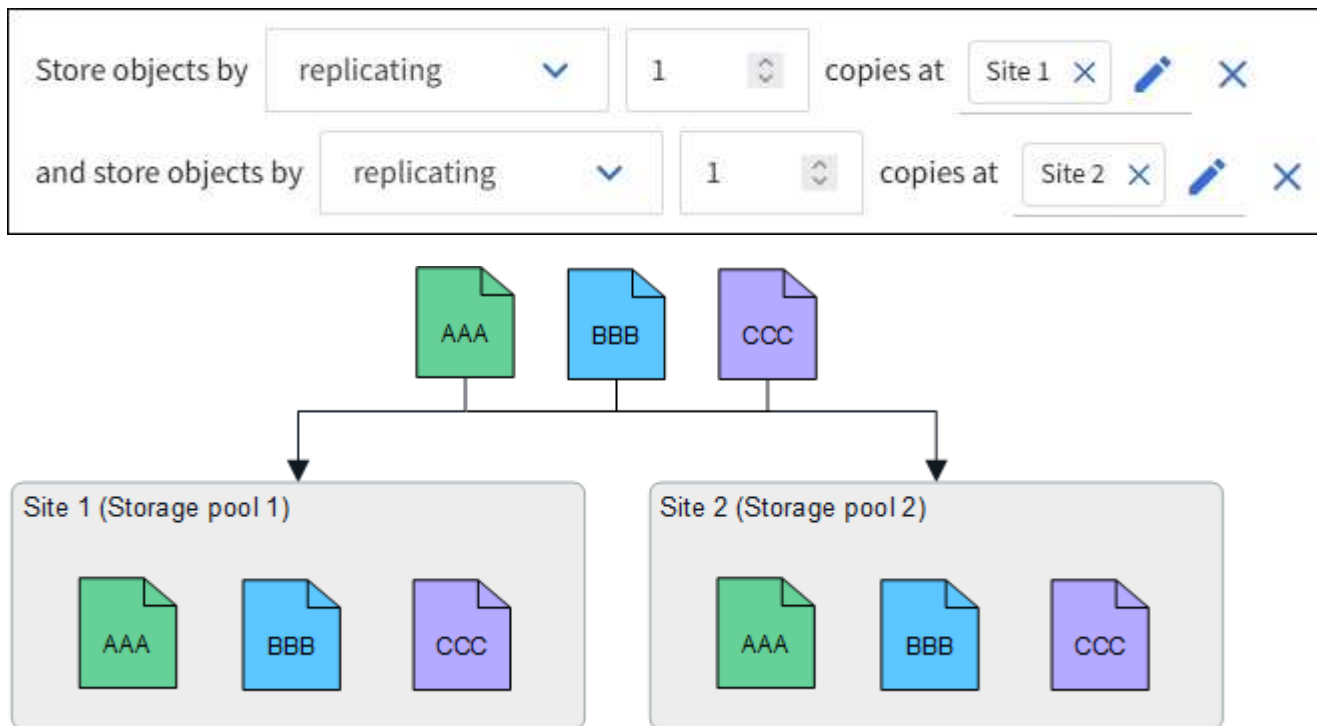 Store objects by replicating 1 copies at Site 1
and store objects by replicating 1 copies at Site 2
AAA BBB CCC
Site 1 (Storage pool 1) Site 2 (Storage pool 2)
AAA BBB CCC AAA BBB CCC